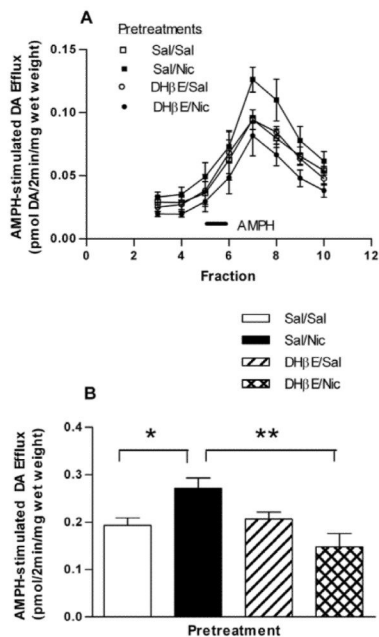 A
Pretreatments
Sal/Sal
Sal/Nic
DHβE/Sal
DHβE/Nic
AMPH-stimulated DA Efflux
(pmol DA/2min/mg wet weight)
0.15
0.10
0.05
0.00
AMPH
0 2 4 6 8 10 12
Fraction
Sal/Sal
Sal/Nic
DHβE/Sal
DHβE/Nic
B
AMPH-stimulated DA Efflux
(pmol/2min/mg wet weight)
0.4
0.3
0.2
0.1
0.0
* **
Pretreatment